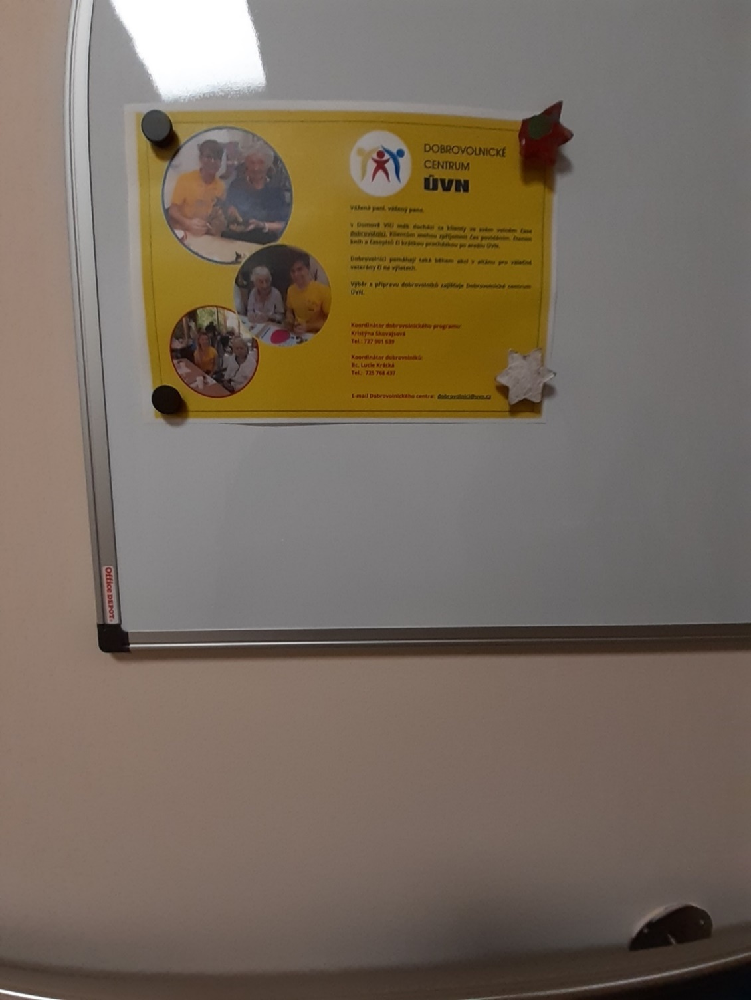 DOBROVOLNICKÉ
CENTRUM
ÚVN
Vážená paní, vážený pane,
v Domově Vlčí mák dochází za klienty ve svém volném čase
dobrovolníci. Klientům mohou zpříjemnit čas povídáním, čtením
knih a časopisů či krátkou procházkou po areálu ÚVN.
Dobrovolníci pomáhají také během akcí v altánu pro válečné
veterány či na výletech.
Výběr a přípravu dobrovolníků zajišťuje Dobrovolnické centrum
ÚVN.
Koordinátor dobrovolnického programu:
Kristýna Skovajsová
Tel.: 727 901 639
Koordinátor dobrovolníků:
Bc. Lucie Krátká
Tel.: 725 768 437
E-mail Dobrovolnického centra: dobrovolnici@uvn.cz
Office DEPOT